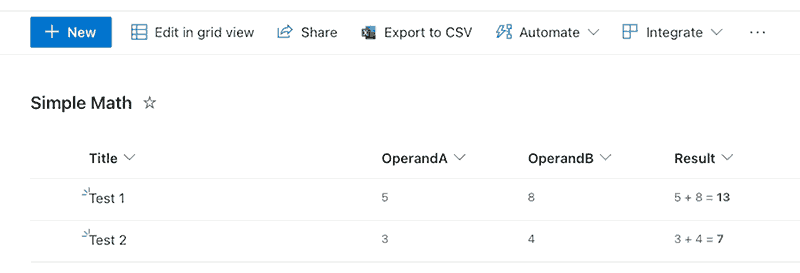 + New Edit in grid view Share Export to CSV Automate Integrate ...
Simple Math
Title OperandA OperandB Result
Test 1 5 8 5 + 8 = 13
Test 2 3 4 3 + 4 = 7